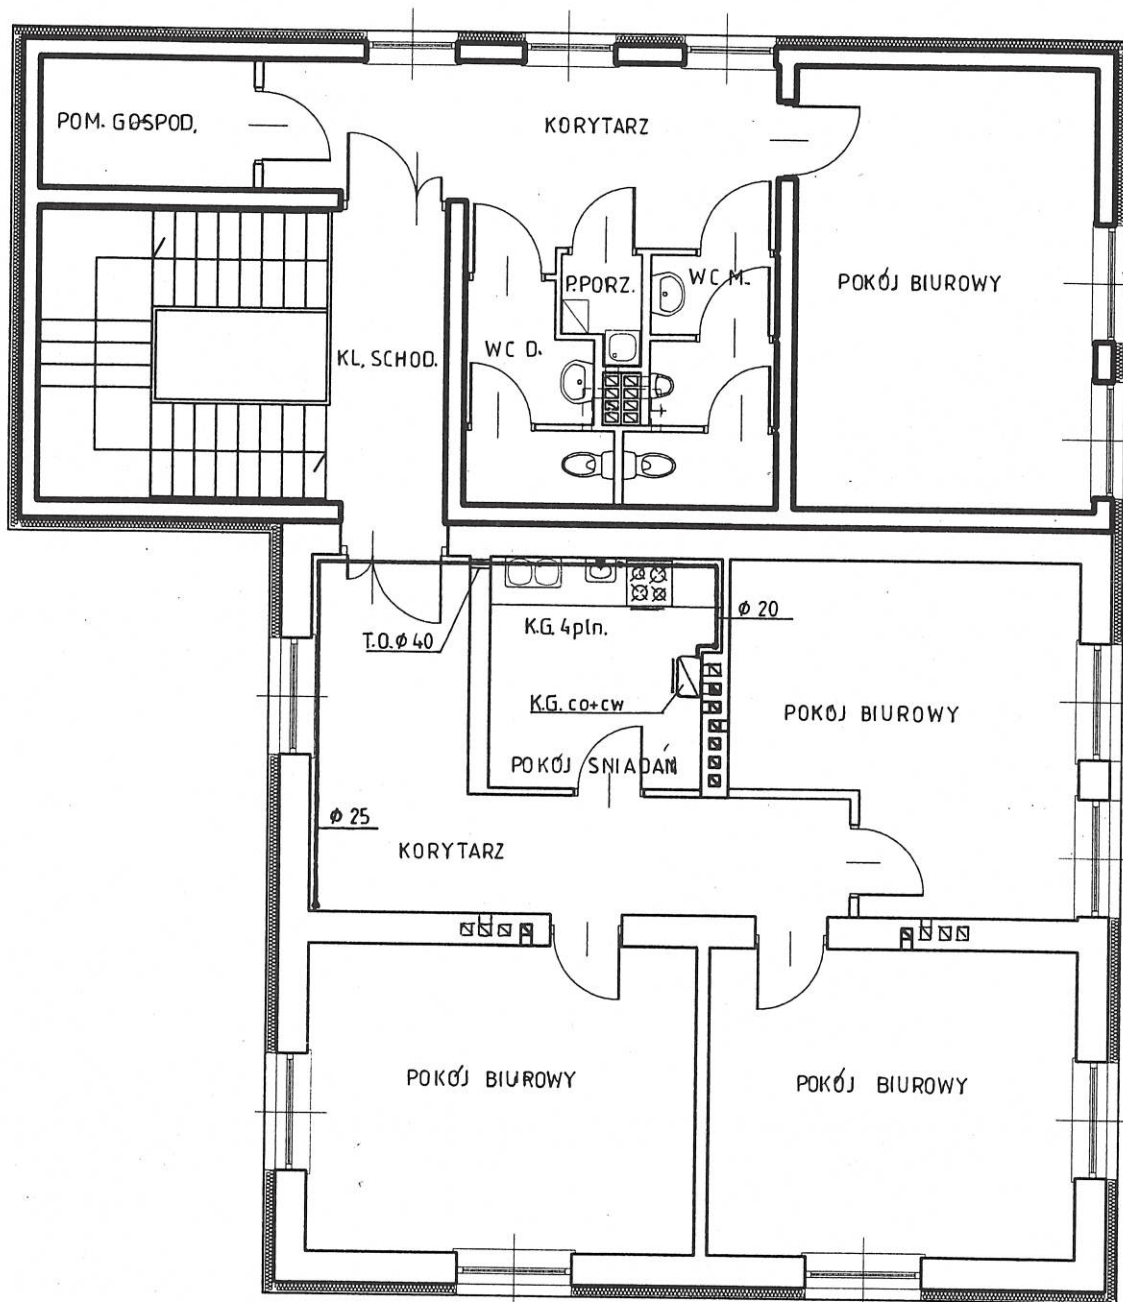 POM. GOSPOD,
KORYTARZ
POKÓJ BIUROWY
P.PORZ.
WC M.
WC D.
KL, SCHOD.
T.O. Ø 40
K.G. 4pln.
Ø 20
K.G. co+cw
POKÓJ BIUROWY
POKÓJ ŚNIADAŃ
Ø 25
KORYTARZ
POKÓJ BIUROWY
POKÓJ BIUROWY